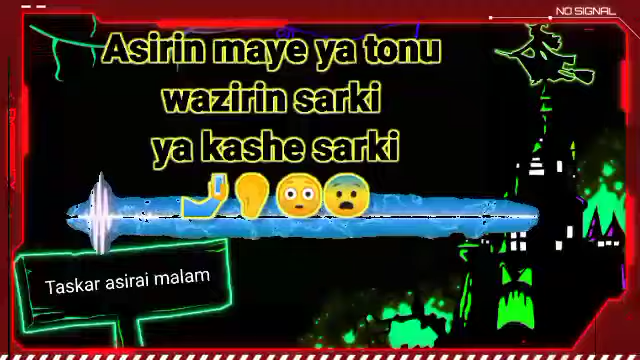 NO SIGNAL
Asirin maye ya tonu
wazirin sarki
ya kashe sarki
🤳👂😳😨
Taskar asirai malam